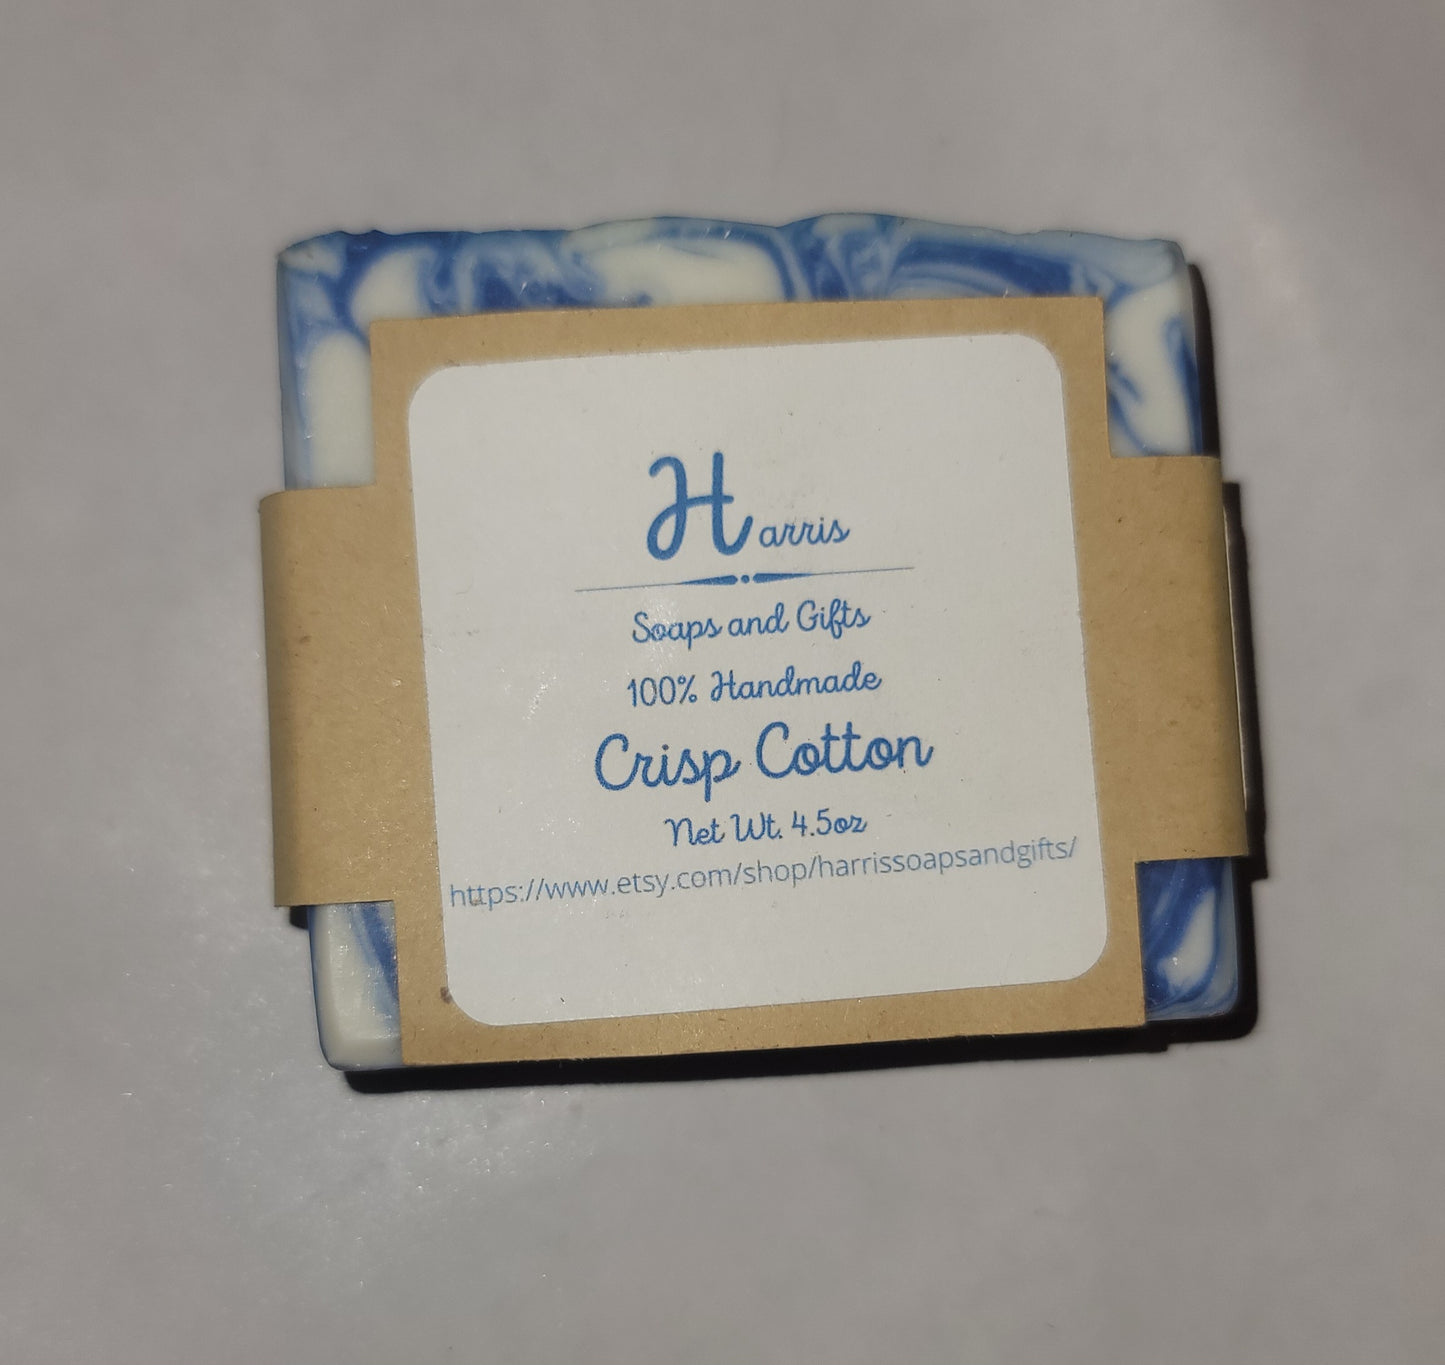 Harris
Soaps and Gifts
100% Handmade
Crisp Cotton
Net Wt. 4.5oz
https://www.etsy.com/shop/harrissoapsandgifts/